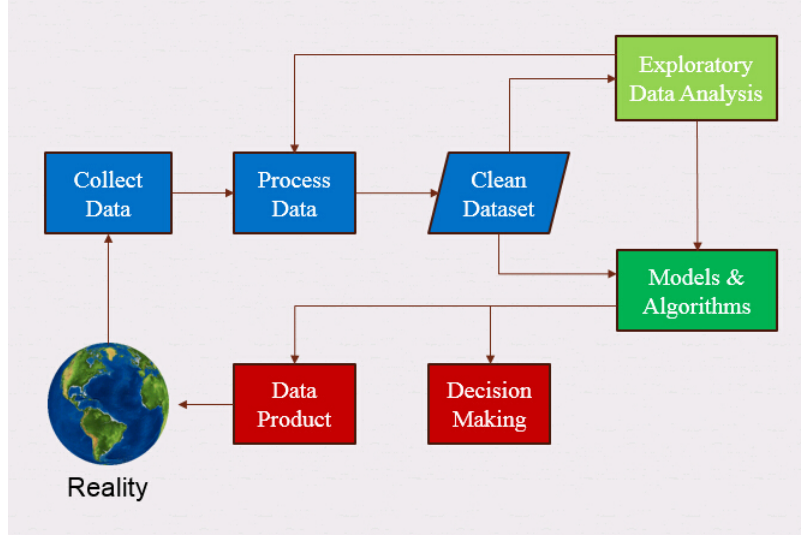 Exploratory
Data Analysis
Collect
Data
Process
Data
Clean
Dataset
Models &
Algorithms
Data
Product
Decision
Making
Reality